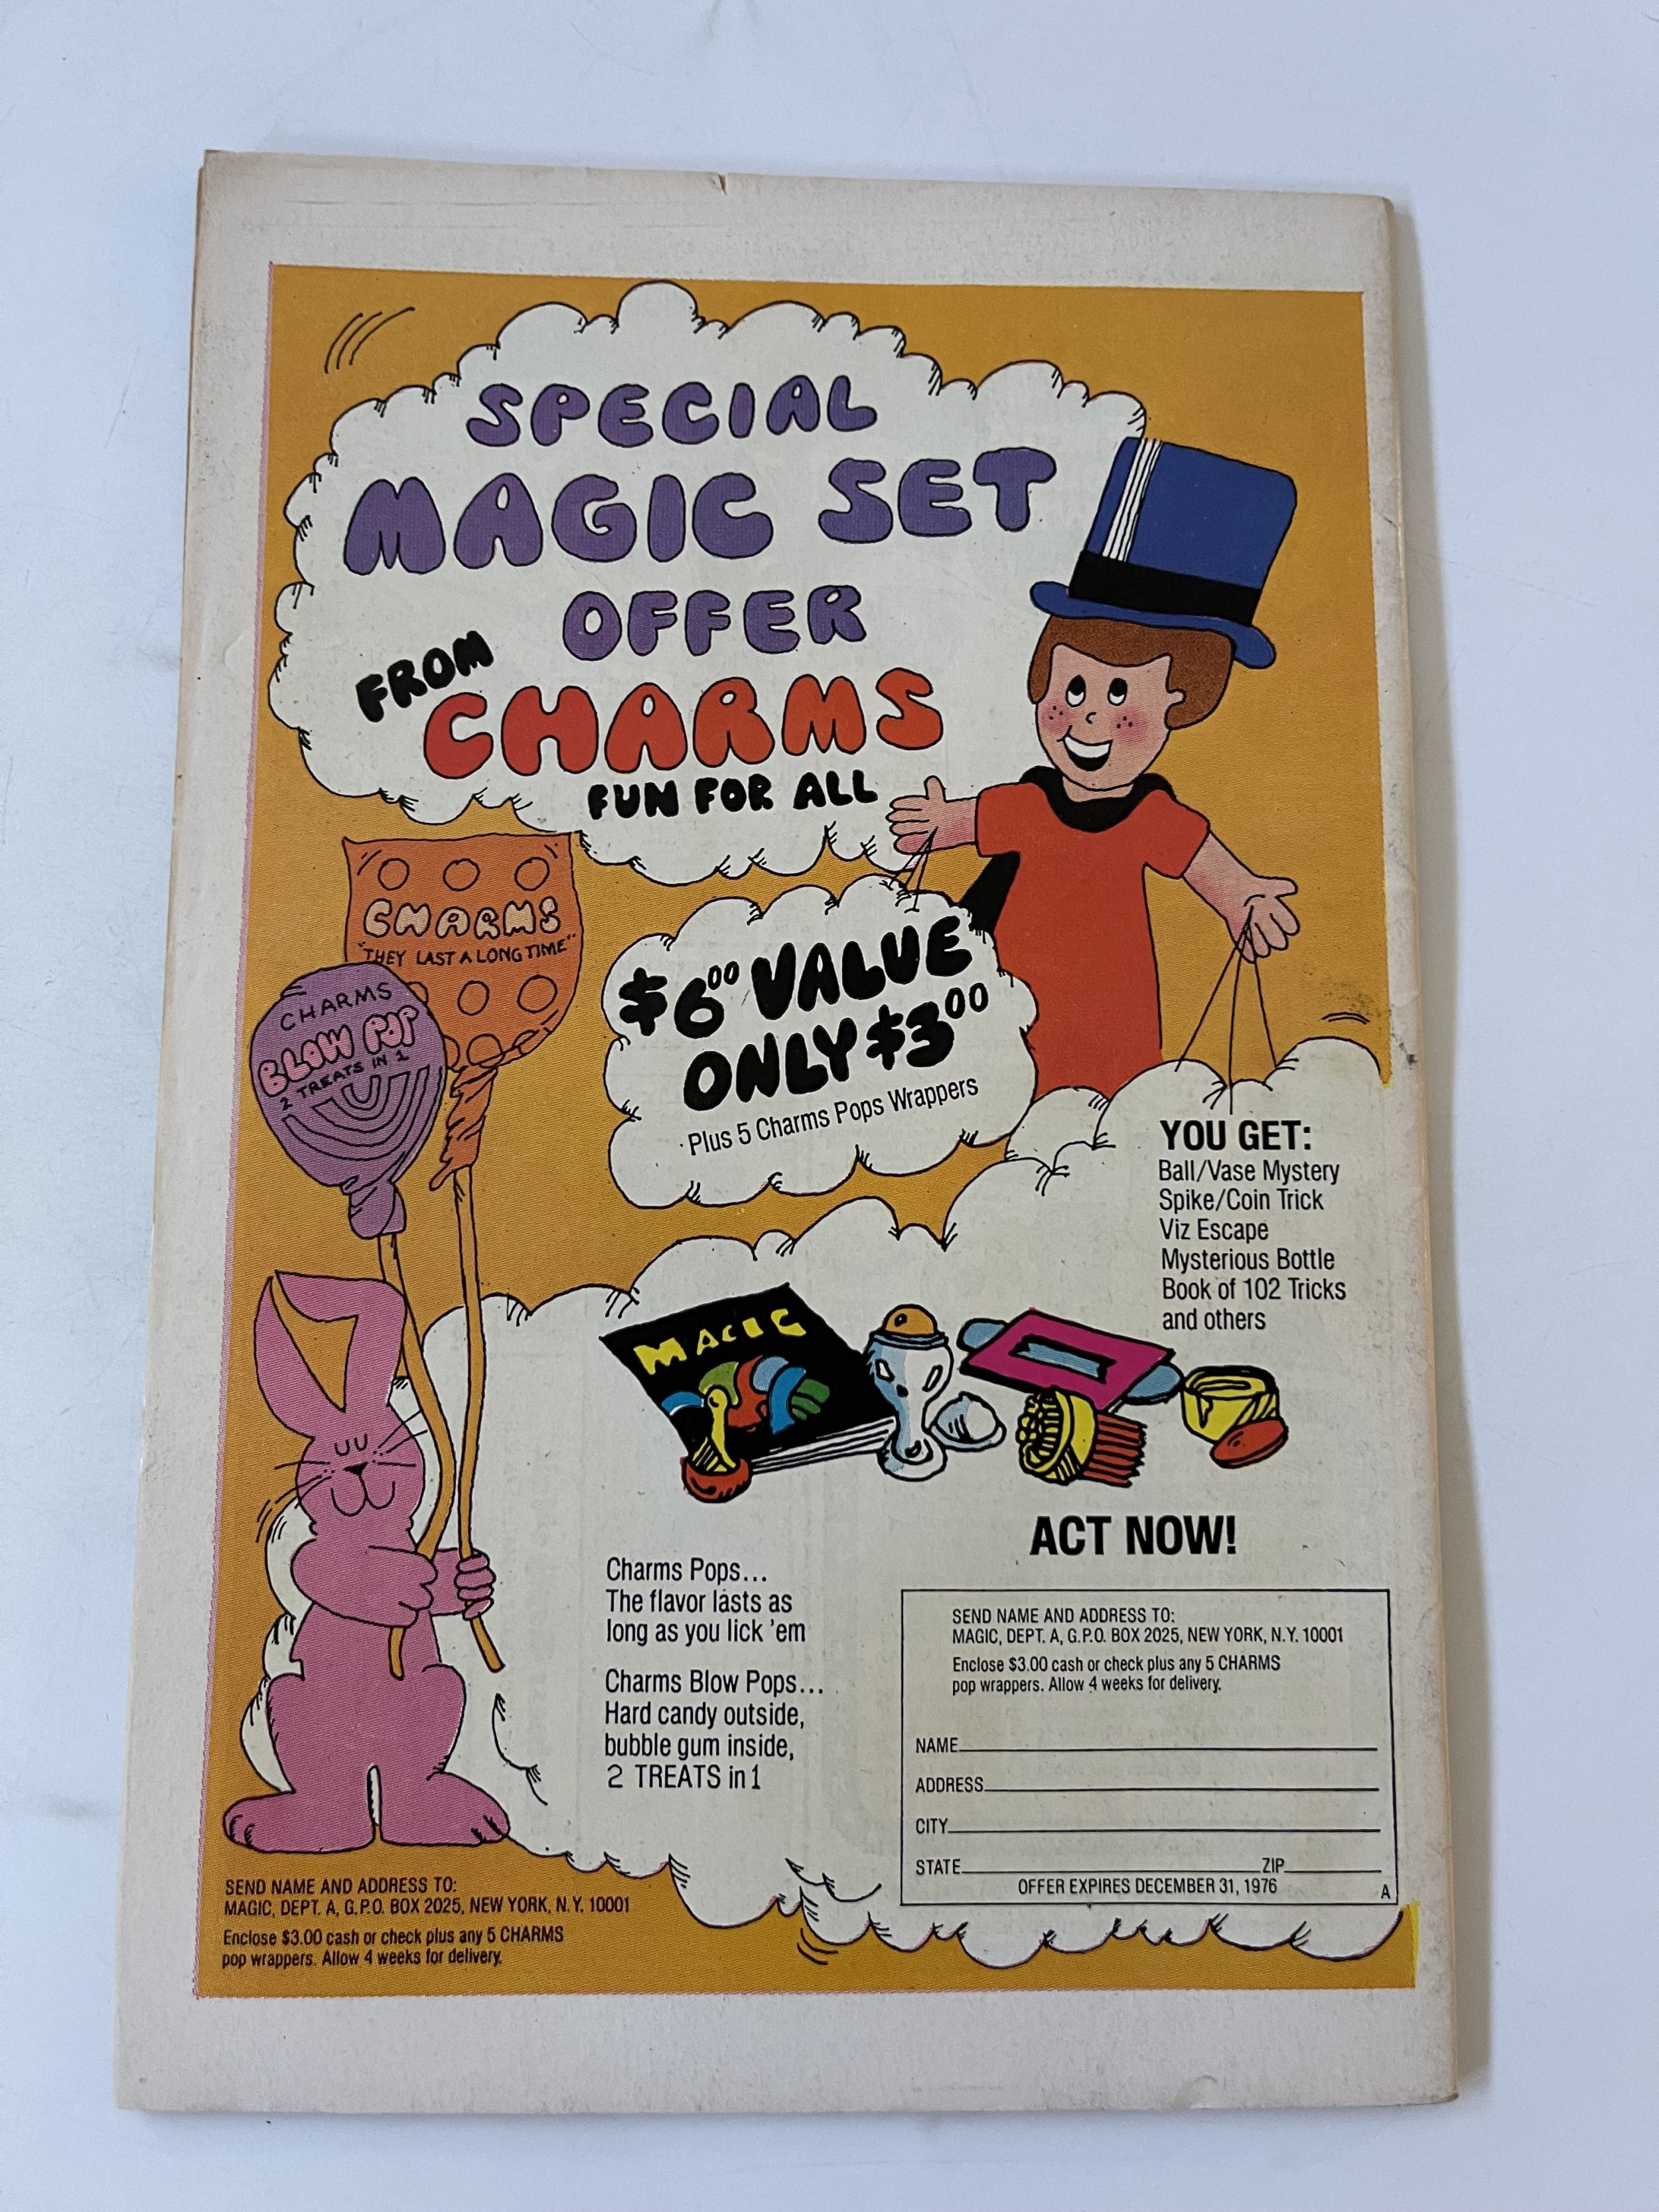 SPECIAL
MAGIC SET
OFFER
FROM
CHARMS
FUN FOR ALL
CHARMS
"THEY LAST A LONG TIME"
CHARMS
BLOW POP
2 TREATS IN 1
$6⁰⁰ VALUE
ONLY $3⁰⁰
Plus 5 Charms Pops Wrappers
YOU GET:
Ball/Vase Mystery
Spike/Coin Trick
Viz Escape
Mysterious Bottle
Book of 102 Tricks
and others
MAGIC
Charms Pops...
The flavor lasts as
long as you lick 'em
Charms Blow Pops...
Hard candy outside,
bubble gum inside,
2 TREATS in 1
ACT NOW!
SEND NAME AND ADDRESS TO:
MAGIC, DEPT. A, G.P.O. BOX 2025, NEW YORK, N.Y. 10001
Enclose $3.00 cash or check plus any 5 CHARMS
pop wrappers. Allow 4 weeks for delivery.
NAME
ADDRESS
CITY
STATE ZIP
OFFER EXPIRES DECEMBER 31, 1976
A
SEND NAME AND ADDRESS TO:
MAGIC, DEPT. A, G.P.O. BOX 2025, NEW YORK, N.Y. 10001
Enclose $3.00 cash or check plus any 5 CHARMS
pop wrappers. Allow 4 weeks for delivery.